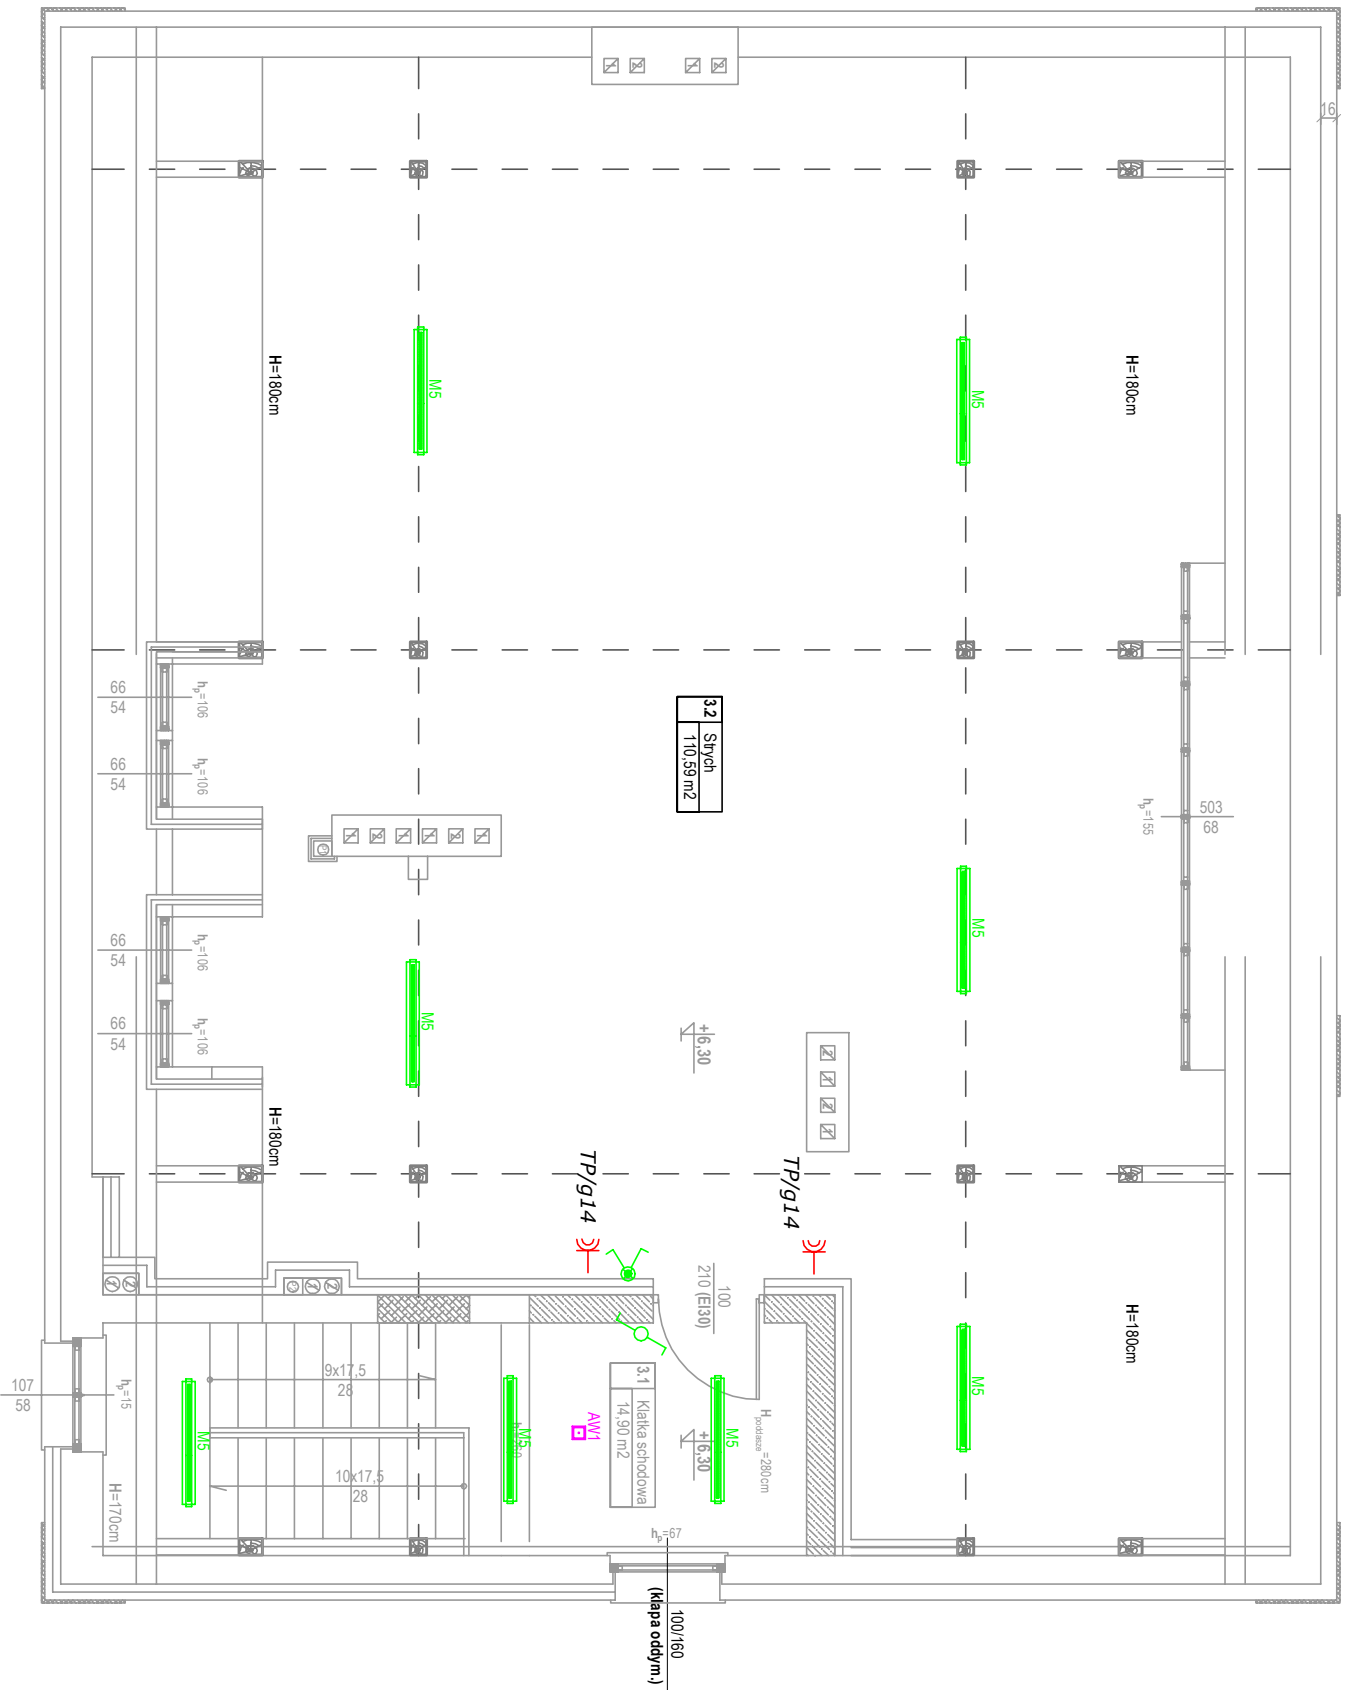 16
H=180cm
H=180cm
M5
M5
66
54
hp=106
66
54
hp=106
3.2
Strych
110,59 m2
503
68
hp=155
66
54
hp=106
66
54
hp=106
M5
M5
+6,30
H=180cm
TP/g14
TP/g14
100
210 (EI30)
H=180cm
107
58
hp=15
H=170cm
9x17,5
28
10x17,5
28
M5
M5
AW1
3.1
Klatka schodowa
14,90 m2
+6,30
M5
Hpoddasze=280cm
M5
hp=67
100/160
(klapa oddym.)